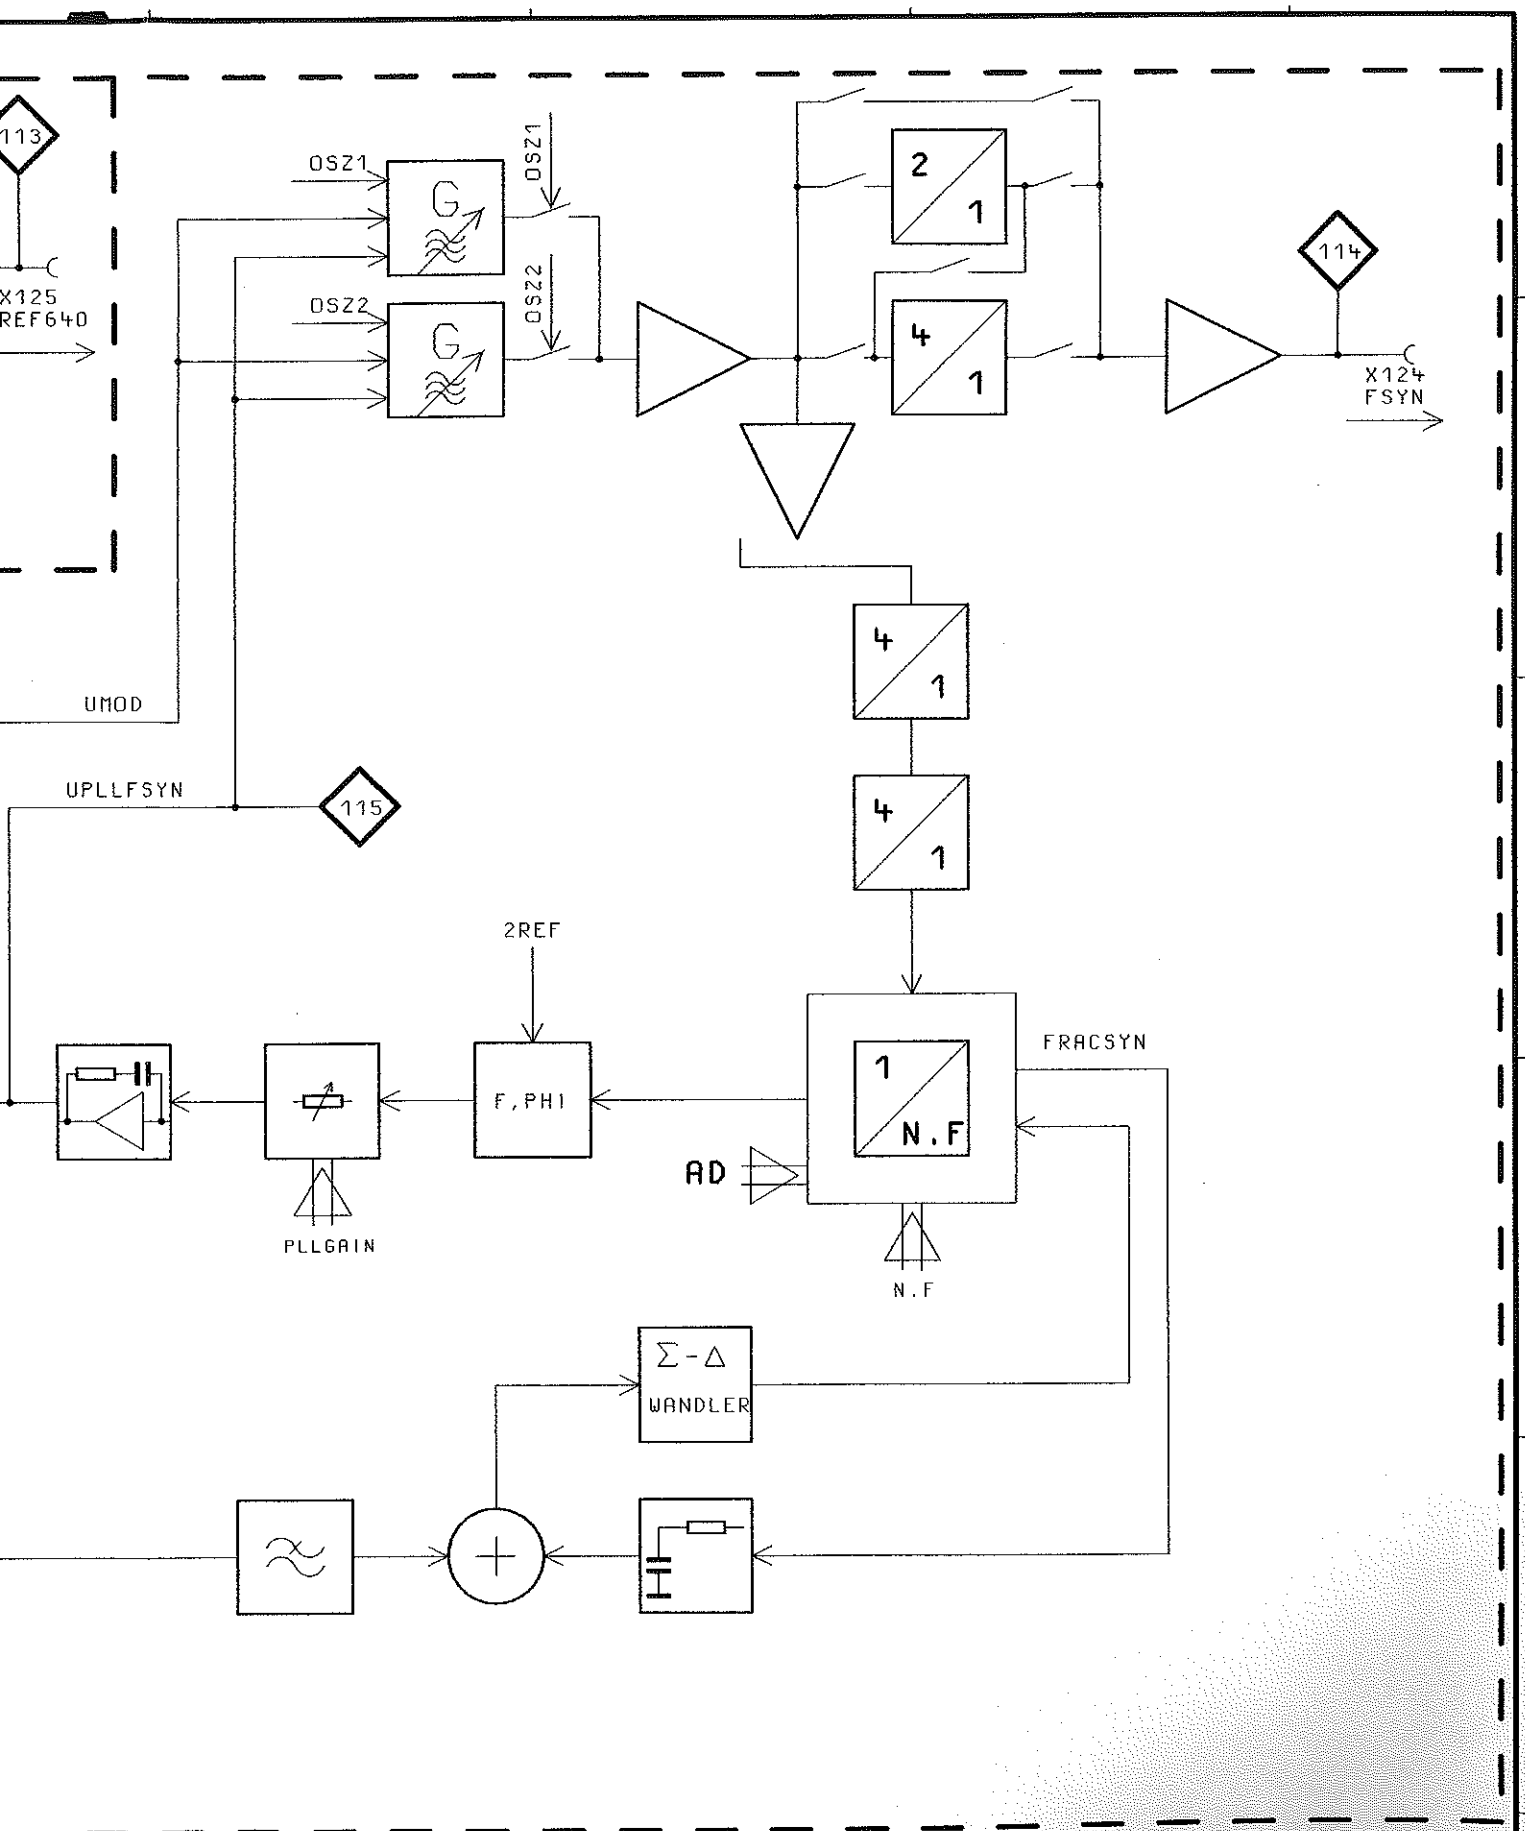 113
X125
REF640
OSZ1
OSZ1
G
OSZ2
OSZ2
G
2
1
4
1
114
X124
FSYN
4
1
UMOD
4
1
UPLLFSYN
115
2REF
FRACSYN
F,PHI
1
N.F
AD
PLLGAIN
N.F
Σ-Δ
WANDLER
+